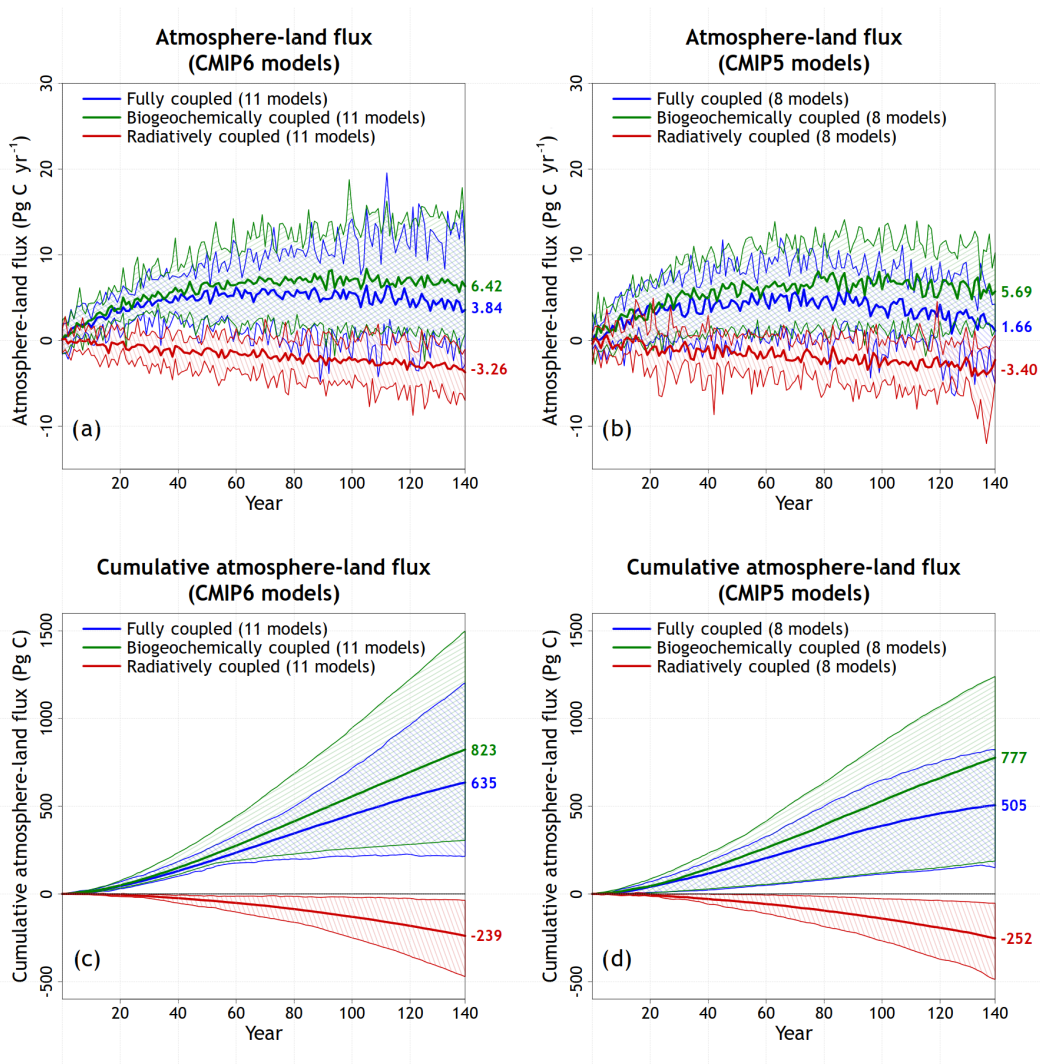 Atmosphere-land flux
(CMIP6 models)
Atmosphere-land flux (Pg C yr-1)
30
20
10
0
-10
Fully coupled (11 models)
Biogeochemically coupled (11 models)
Radiatively coupled (11 models)
6.42
3.84
-3.26
(a)
20 40 60 80 100 120 140
Year
Atmosphere-land flux
(CMIP5 models)
Atmosphere-land flux (Pg C yr-1)
30
20
10
0
-10
Fully coupled (8 models)
Biogeochemically coupled (8 models)
Radiatively coupled (8 models)
5.69
1.66
-3.40
(b)
20 40 60 80 100 120 140
Year
Cumulative atmosphere-land flux
(CMIP6 models)
Cumulative atmosphere-land flux (Pg C)
1500
1000
500
0
-500
Fully coupled (11 models)
Biogeochemically coupled (11 models)
Radiatively coupled (11 models)
823
635
-239
(c)
20 40 60 80 100 120 140
Year
Cumulative atmosphere-land flux
(CMIP5 models)
Cumulative atmosphere-land flux (Pg C)
1500
1000
500
0
-500
Fully coupled (8 models)
Biogeochemically coupled (8 models)
Radiatively coupled (8 models)
777
505
-252
(d)
20 40 60 80 100 120 140
Year